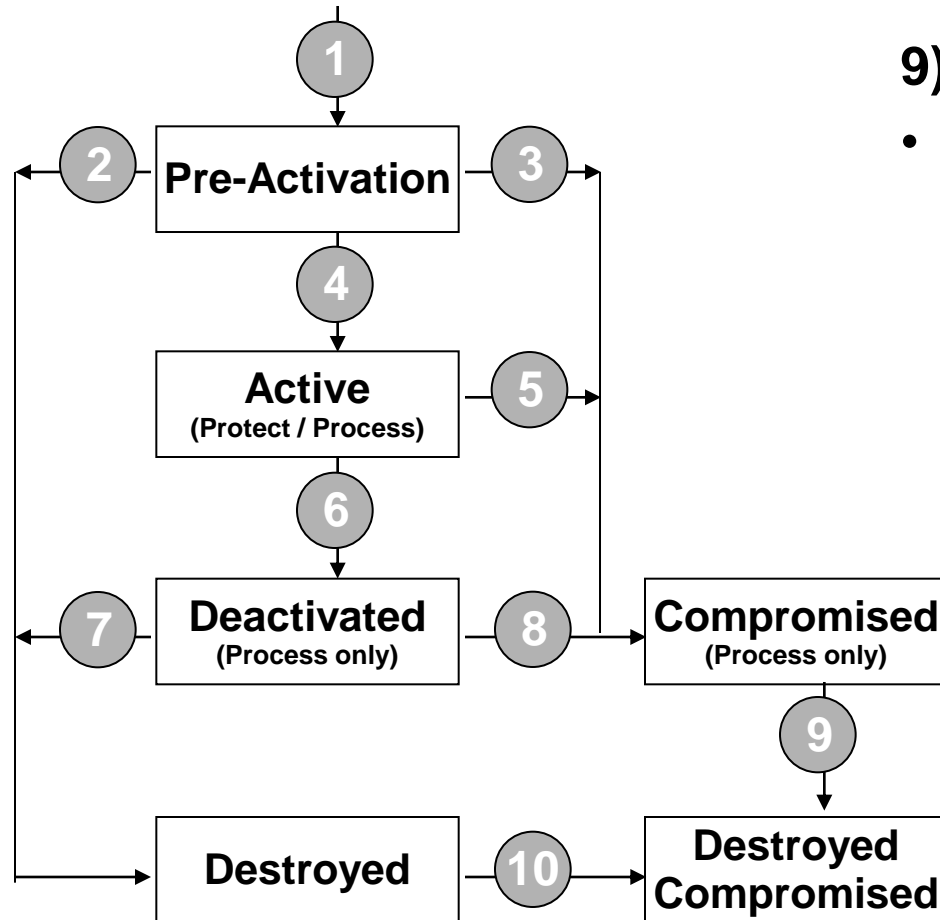 1
9)
•
2
Pre-Activation
3
4
Active
(Protect / Process)
5
6
7
Deactivated
(Process only)
8
Compromised
(Process only)
9
Destroyed
10
Destroyed
Compromised